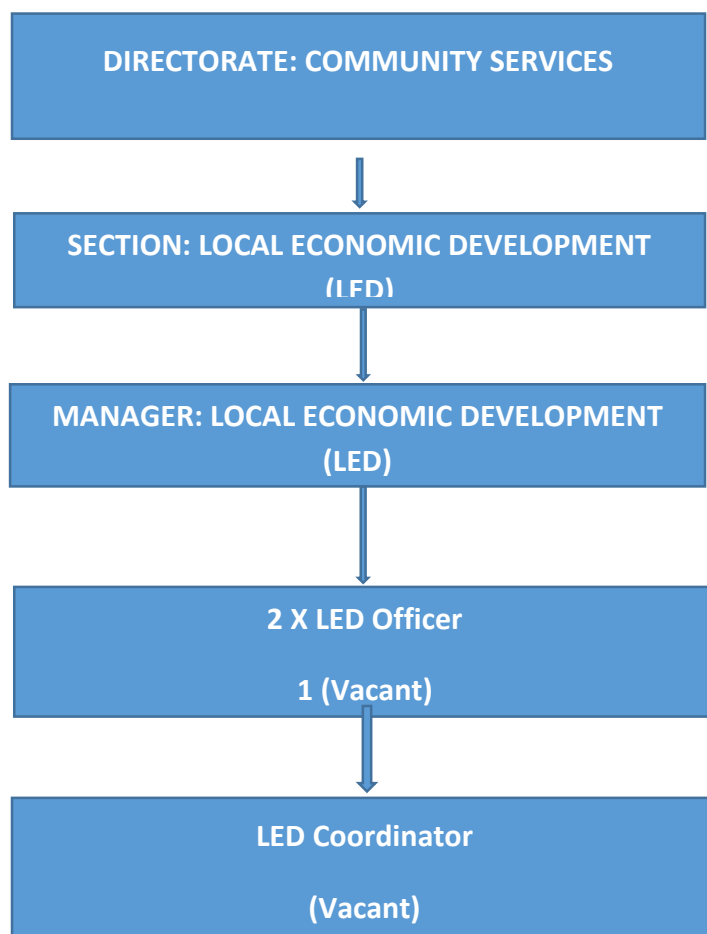 DIRECTORATE: COMMUNITY SERVICES
SECTION: LOCAL ECONOMIC DEVELOPMENT
(LED)
MANAGER: LOCAL ECONOMIC DEVELOPMENT
(LED)
2 X LED Officer
1 (Vacant)
LED Coordinator
(Vacant)